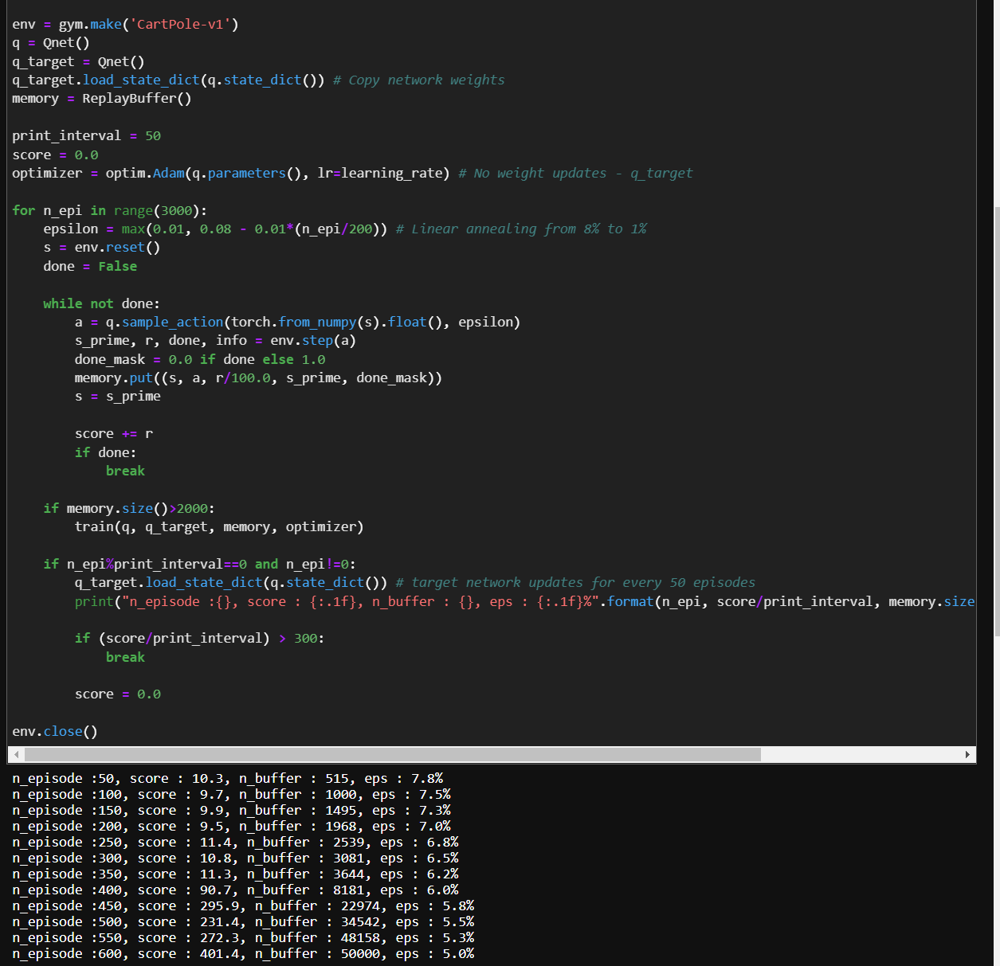 env = gym.make('CartPole-v1')
q = Qnet()
q_target = Qnet()
q_target.load_state_dict(q.state_dict()) # Copy network weights
memory = ReplayBuffer()

print_interval = 50
score = 0.0
optimizer = optim.Adam(q.parameters(), lr=learning_rate) # No weight updates - q_target

for n_epi in range(3000):
    epsilon = max(0.01, 0.08 - 0.01*(n_epi/200)) # Linear annealing from 8% to 1%
    s = env.reset()
    done = False

    while not done:
        a = q.sample_action(torch.from_numpy(s).float(), epsilon)
        s_prime, r, done, info = env.step(a)
        done_mask = 0.0 if done else 1.0
        memory.put((s, a, r/100.0, s_prime, done_mask))
        s = s_prime

        score += r
        if done:
            break

    if memory.size()>2000:
        train(q, q_target, memory, optimizer)

    if n_epi%print_interval==0 and n_epi!=0:
        q_target.load_state_dict(q.state_dict()) # target network updates for every 50 episodes
        print("n_episode :{}, score : {:.1f}, n_buffer : {}, eps : {:.1f}%".format(n_epi, score/print_interval, memory.size

        if (score/print_interval) > 300:
            break

        score = 0.0

env.close()
n_episode :50, score : 10.3, n_buffer : 515, eps : 7.8%
n_episode :100, score : 9.7, n_buffer : 1000, eps : 7.5%
n_episode :150, score : 9.9, n_buffer : 1495, eps : 7.3%
n_episode :200, score : 9.5, n_buffer : 1968, eps : 7.0%
n_episode :250, score : 11.4, n_buffer : 2539, eps : 6.8%
n_episode :300, score : 10.8, n_buffer : 3081, eps : 6.5%
n_episode :350, score : 11.3, n_buffer : 3644, eps : 6.2%
n_episode :400, score : 90.7, n_buffer : 8181, eps : 6.0%
n_episode :450, score : 295.9, n_buffer : 22974, eps : 5.8%
n_episode :500, score : 231.4, n_buffer : 34542, eps : 5.5%
n_episode :550, score : 272.3, n_buffer : 48158, eps : 5.3%
n_episode :600, score : 401.4, n_buffer : 50000, eps : 5.0%